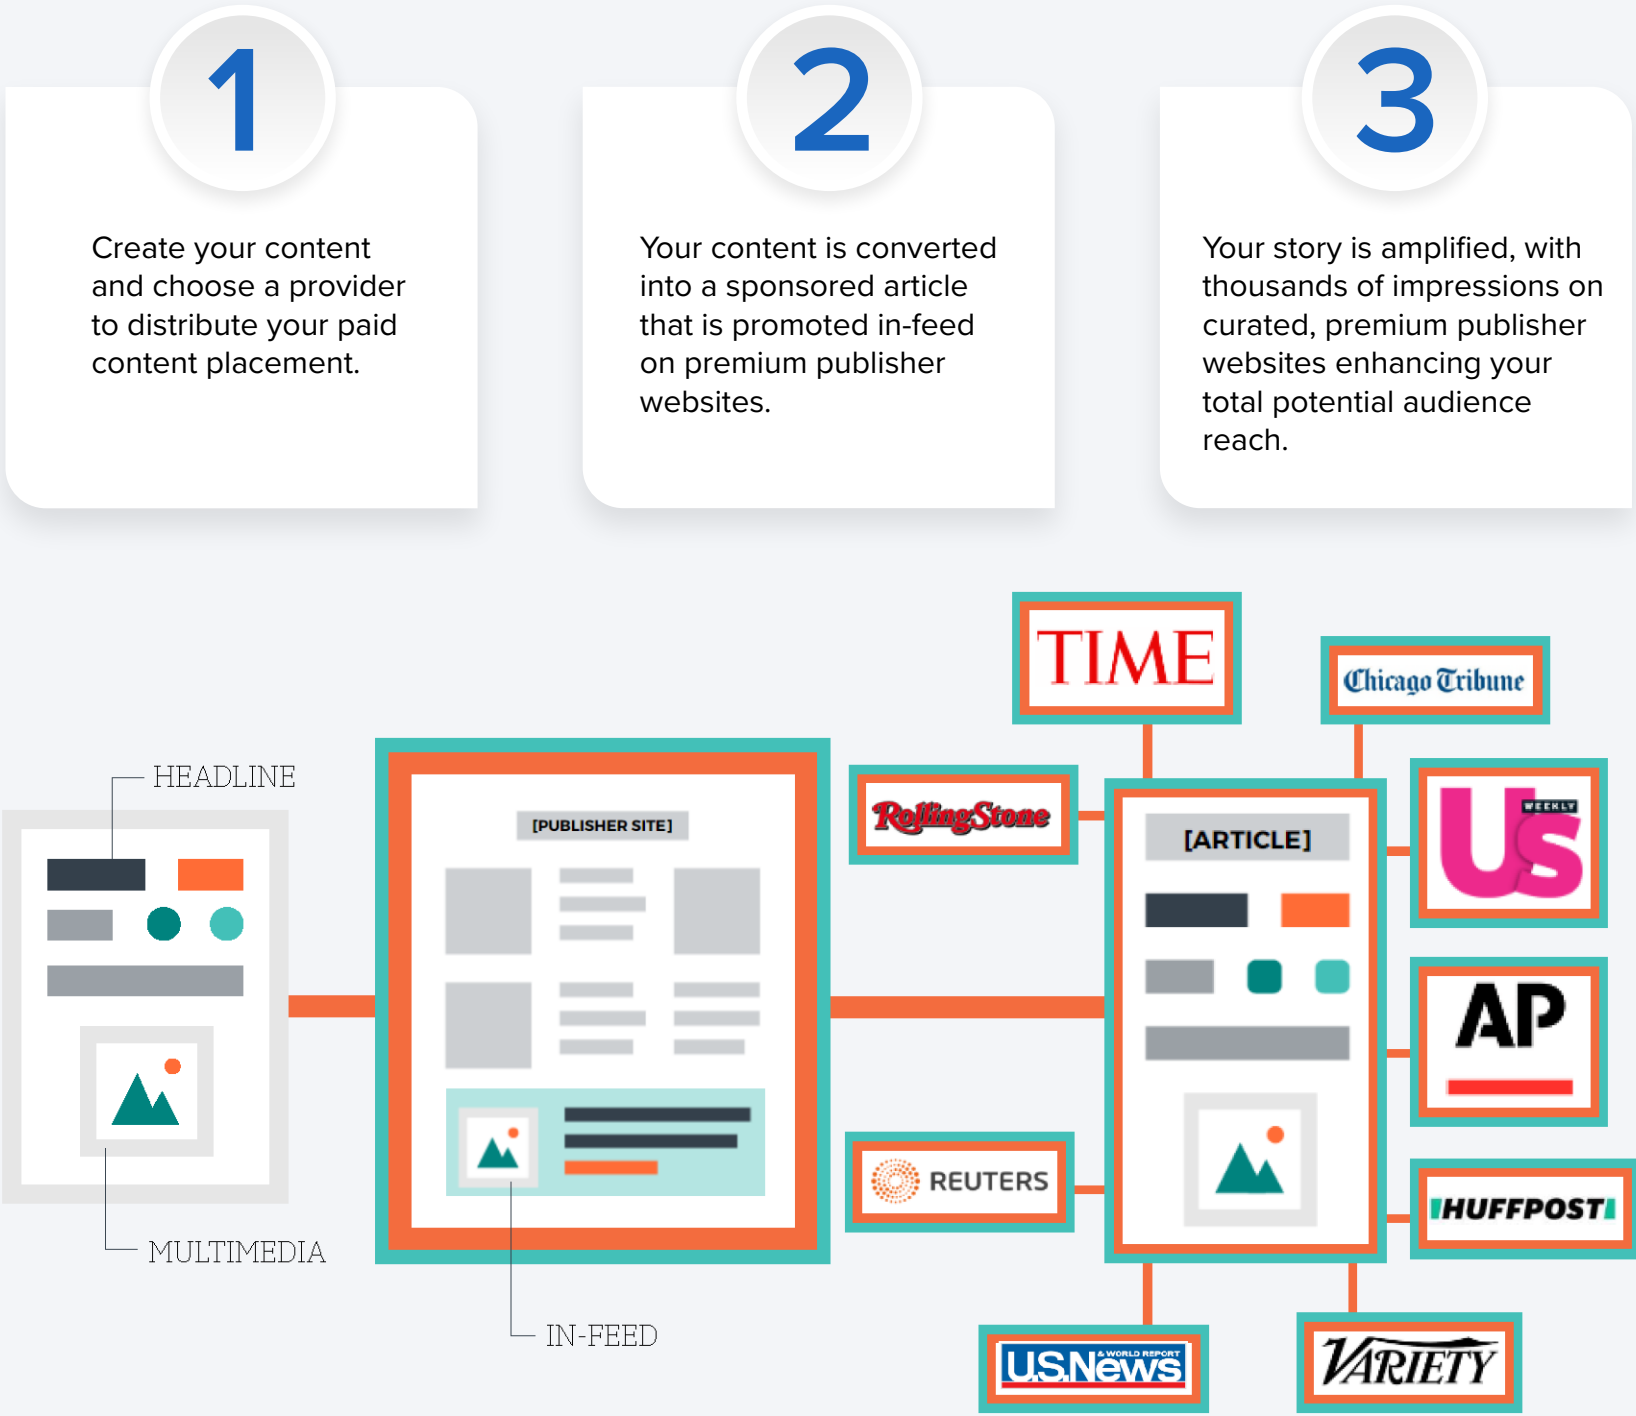 1
Create your content
and choose a provider
to distribute your paid
content placement.
2
Your content is converted
into a sponsored article
that is promoted in-feed
on premium publisher
websites.
3
Your story is amplified, with
thousands of impressions on
curated, premium publisher
websites enhancing your
total potential audience
reach.
HEADLINE
MULTIMEDIA
[PUBLISHER SITE]
IN-FEED
TIME
Chicago Tribune
RollingStone
[ARTICLE]
Us
WEEKLY
AP
REUTERS
HUFFPOST
U.S.News
& WORLD REPORT
VARIETY